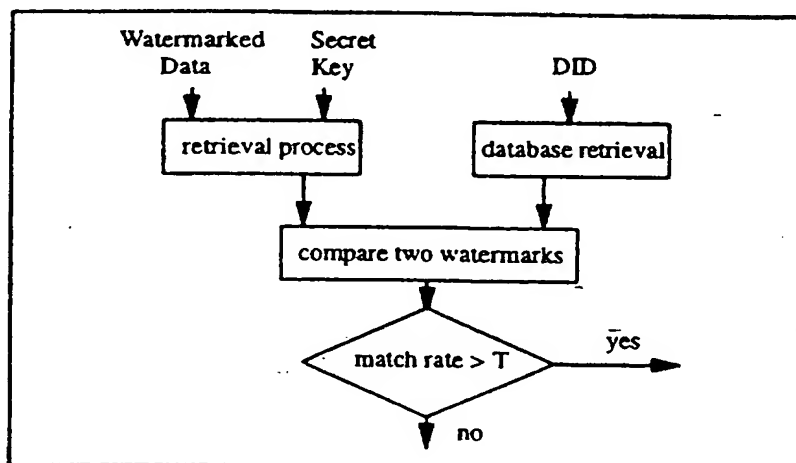 Watermarked
Data
Secret
Key
DID
retrieval process
database retrieval
compare two watermarks
match rate > T
yes
no